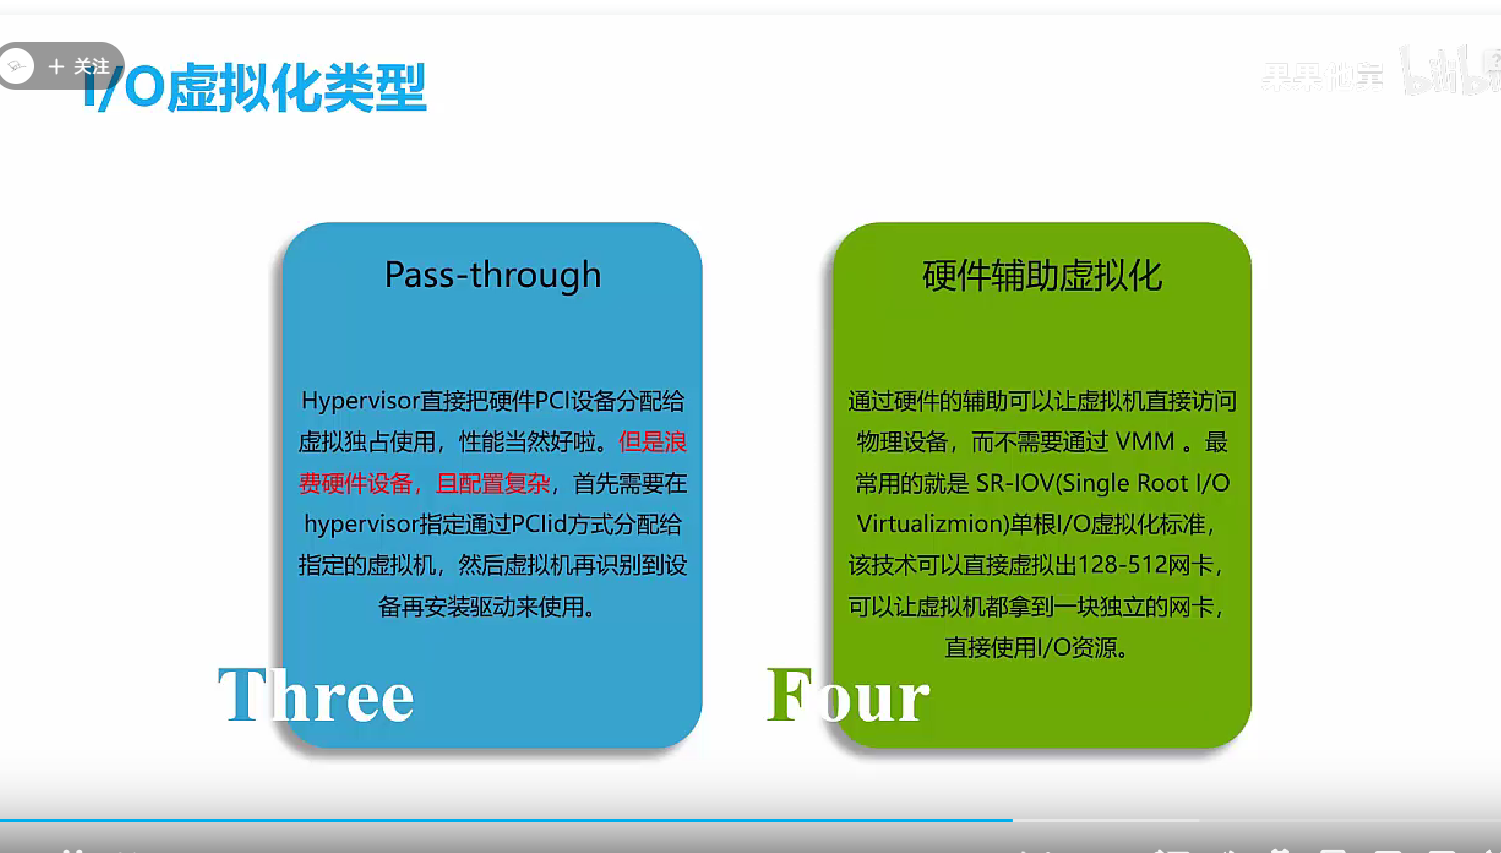 关注
I/O虚拟化类型
果果他舅
bilibili
Pass-through
Hypervisor直接把硬件PCI设备分配给
虚拟独占使用，性能当然好啦。但是浪
费硬件设备，且配置复杂，首先需要在
hypervisor指定通过PCIid方式分配给
指定的虚拟机，然后虚拟机再识别到设
备再安装驱动来使用。
Three
硬件辅助虚拟化
通过硬件的辅助可以让虚拟机直接访问
物理设备，而不需要通过 VMM 。最
常用的就是 SR-IOV(Single Root I/O
Virtualizmion)单根I/O虚拟化标准，
该技术可以直接虚拟出128-512网卡，
可以让虚拟机都拿到一块独立的网卡，
直接使用I/O资源。
Four